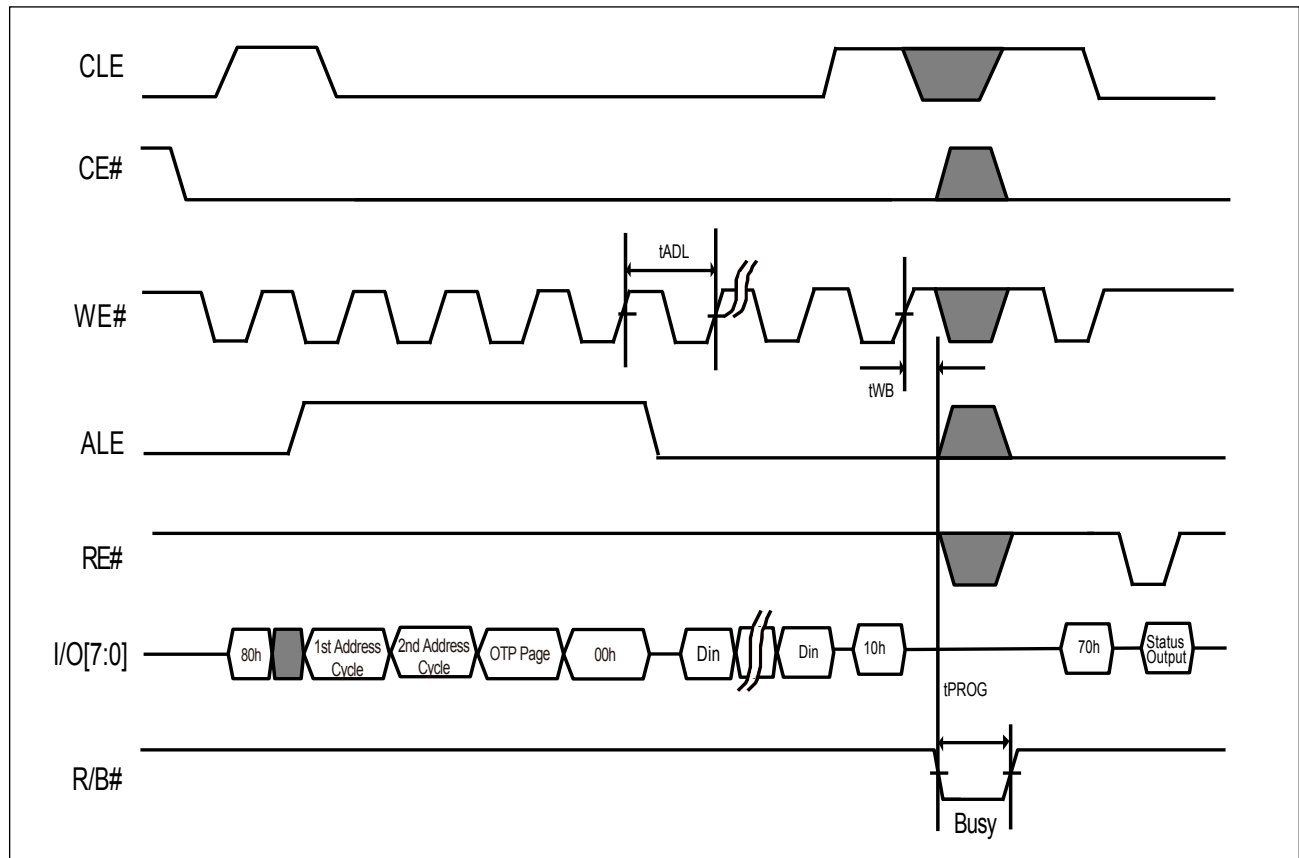 CLE
CE#
tADL
WE#
tWB
ALE
RE#
I/O[7:0]
80h
1st Address
Cycle
2nd Address
Cycle
OTP Page
00h
Din
Din
10h
70h
Status
Output
tPROG
R/B#
Busy